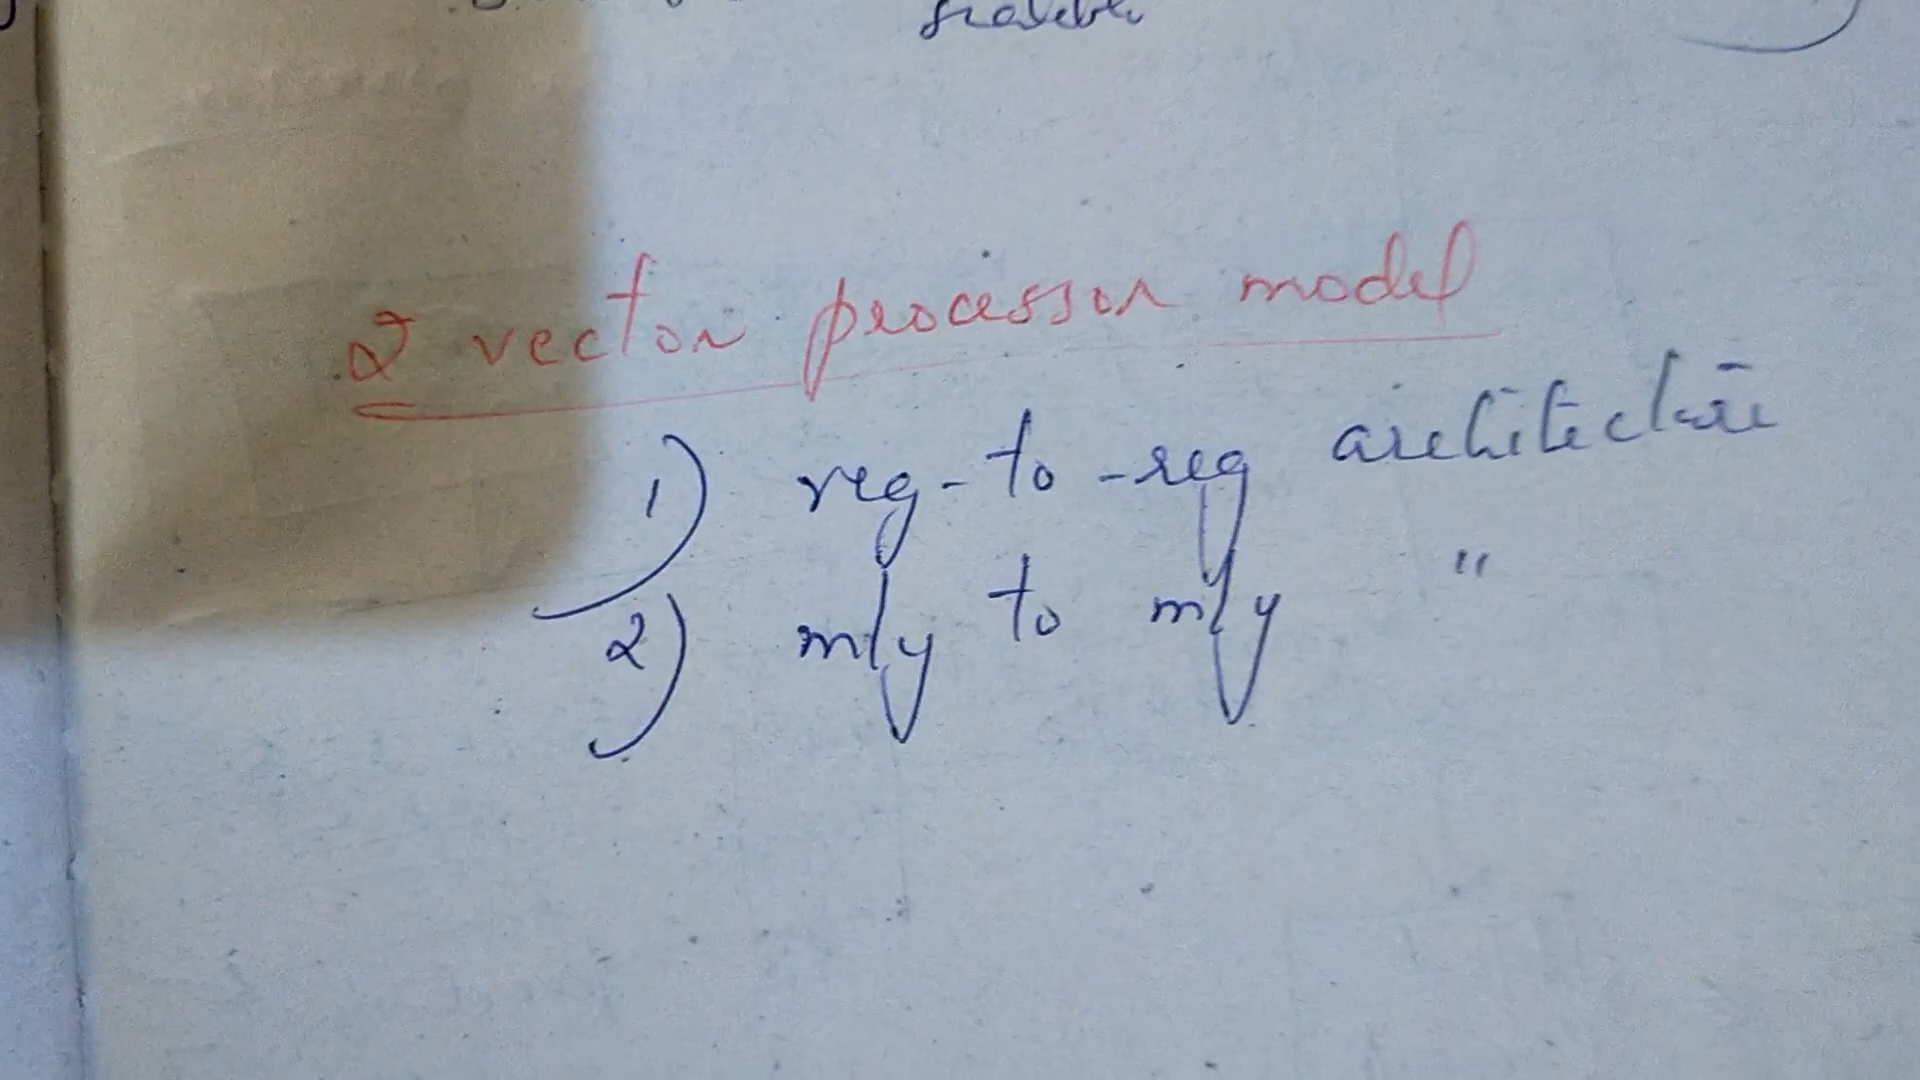 2 vector processor model
1) reg-to-reg architecture
2) m/y to m/y "